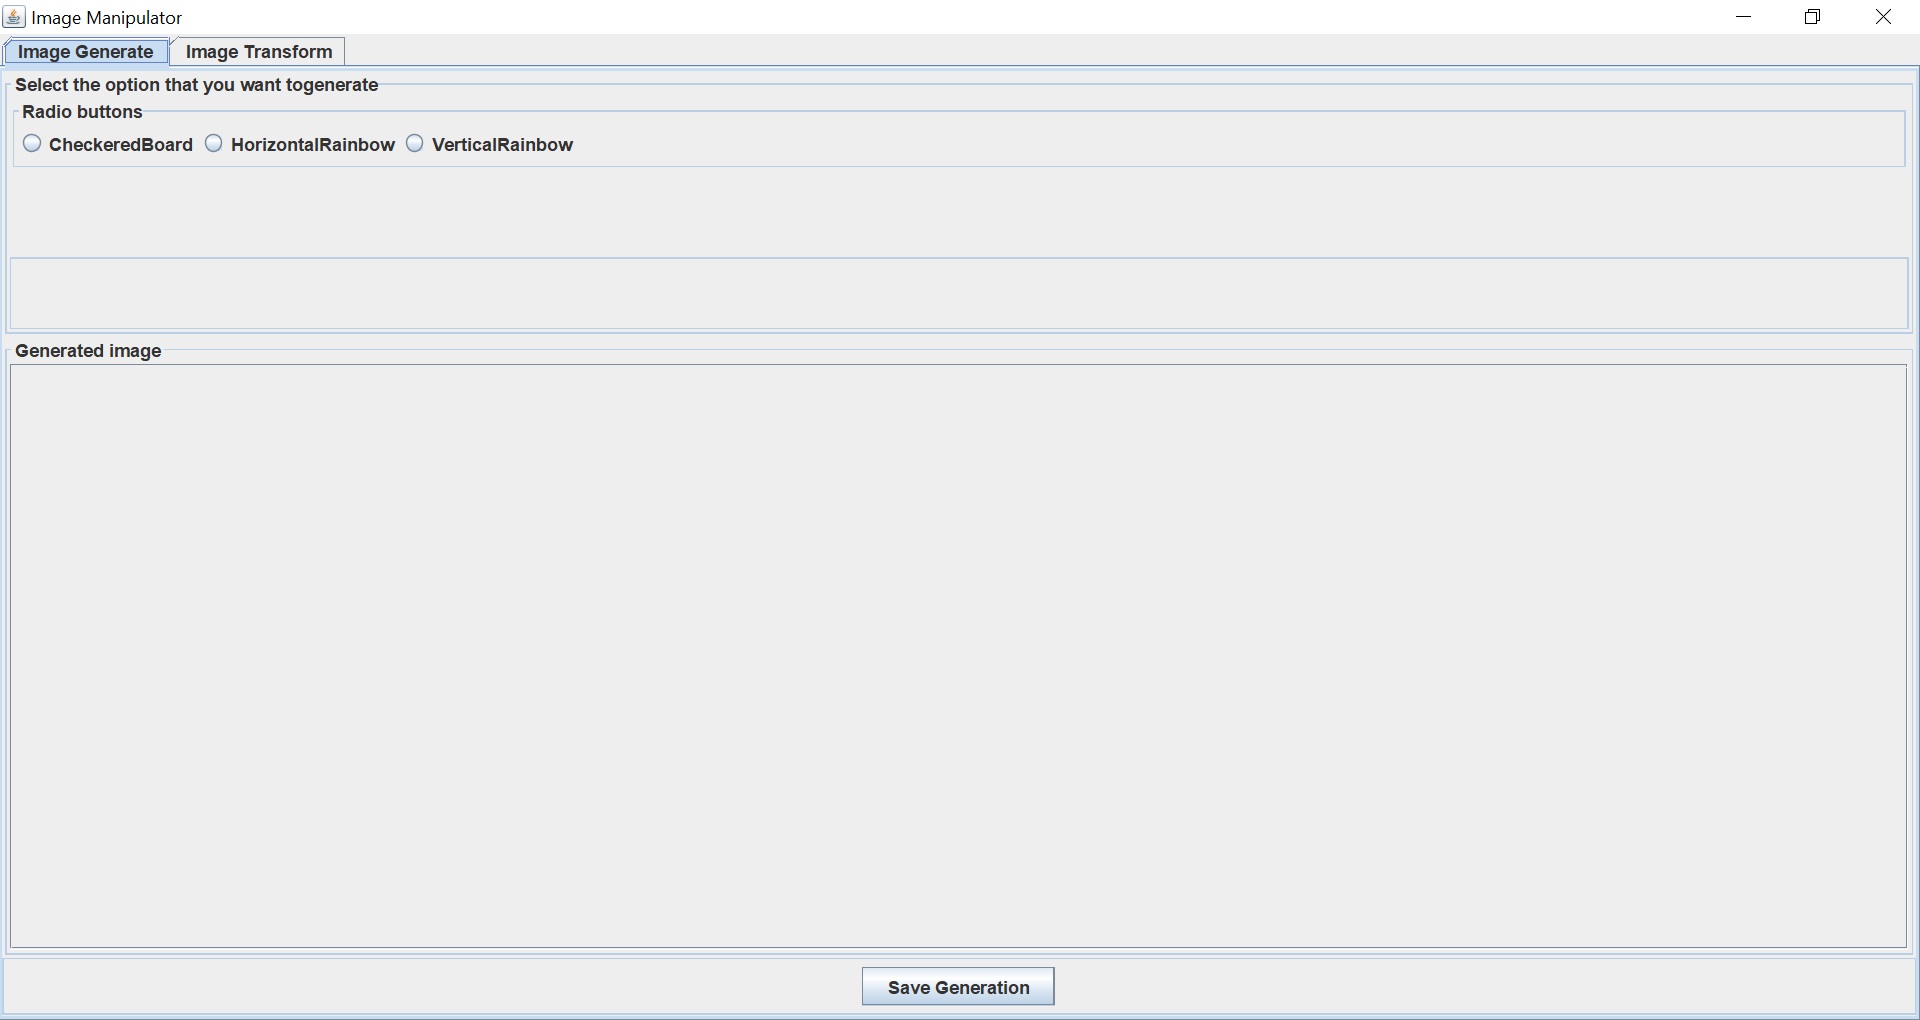 Image Manipulator
Image Generate Image Transform
Select the option that you want togenerate
Radio buttons
CheckeredBoard HorizontalRainbow VerticalRainbow
Generated image
Save Generation